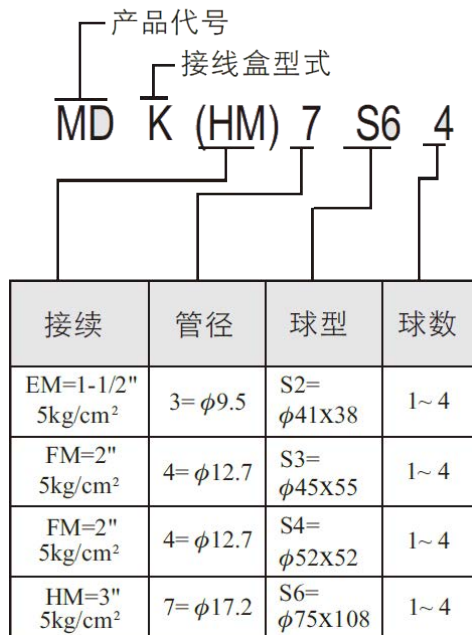 产品代号
接线盒型式
MD K (HM) 7 S6 4
接续 管径 球型 球数
EM=1-1/2" 5kg/cm² 3=ϕ9.5 S2= ϕ41X38 1~4
FM=2" 5kg/cm² 4=ϕ12.7 S3= ϕ45X55 1~4
FM=2" 5kg/cm² 4=ϕ12.7 S4= ϕ52X52 1~4
HM=3" 5kg/cm² 7=ϕ17.2 S6= ϕ75X108 1~4